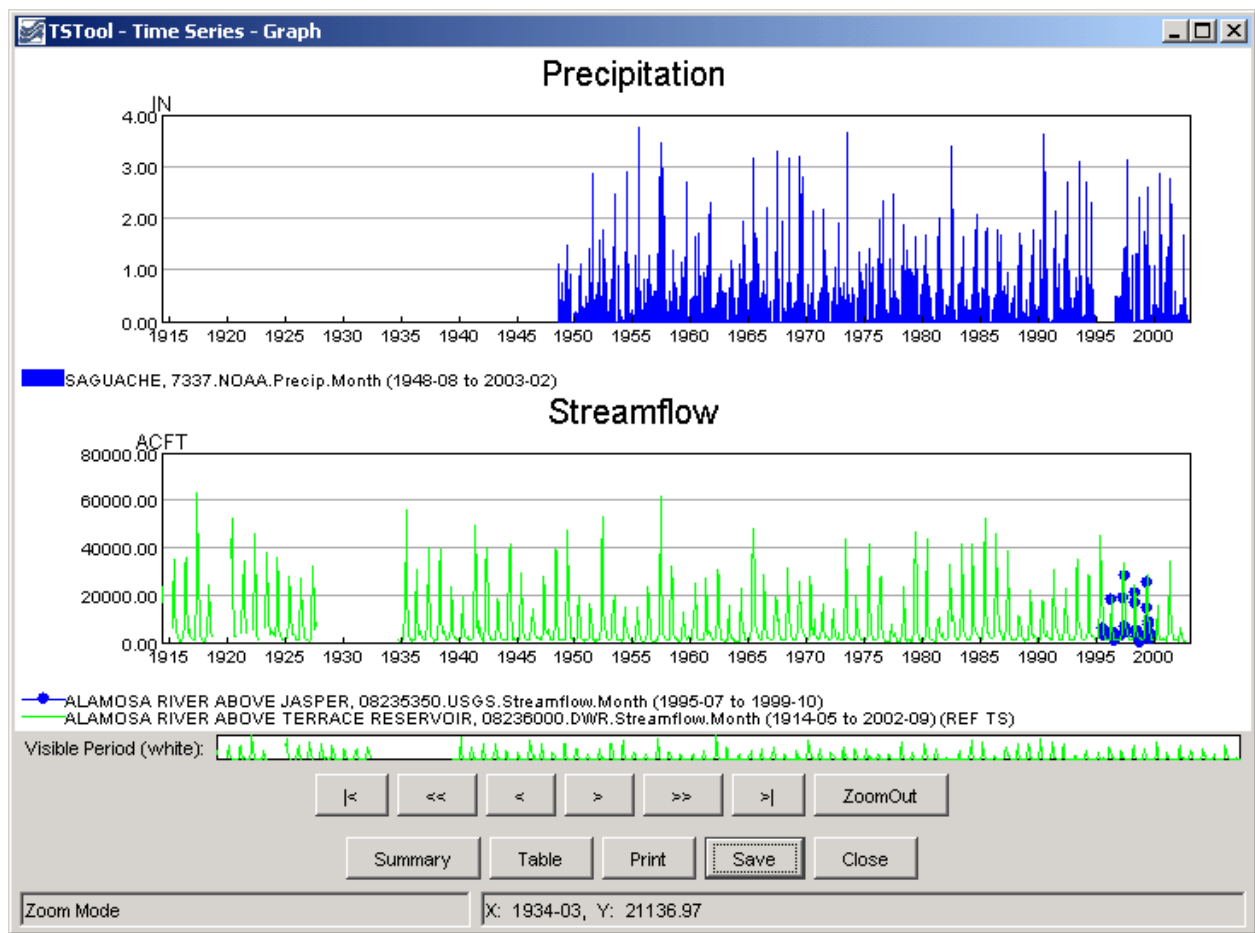 TSTool - Time Series - Graph
Precipitation
IN
4.00
3.00
2.00
1.00
0.00
1915 1920 1925 1930 1935 1940 1945 1950 1955 1960 1965 1970 1975 1980 1985 1990 1995 2000
SAGUACHE, 7337.NOAA.Precip.Month (1948-08 to 2003-02)
Streamflow
ACFT
80000.00
60000.00
40000.00
20000.00
0.00
1915 1920 1925 1930 1935 1940 1945 1950 1955 1960 1965 1970 1975 1980 1985 1990 1995 2000
ALAMOSA RIVER ABOVE JASPER, 08235350.USGS.Streamflow.Month (1995-07 to 1999-10)
ALAMOSA RIVER ABOVE TERRACE RESERVOIR, 08236000.DWR.Streamflow.Month (1914-05 to 2002-09) (REF TS)
Visible Period (white):
|< << < > >> >| ZoomOut
Summary Table Print Save Close
Zoom Mode X: 1934-03, Y: 21136.97